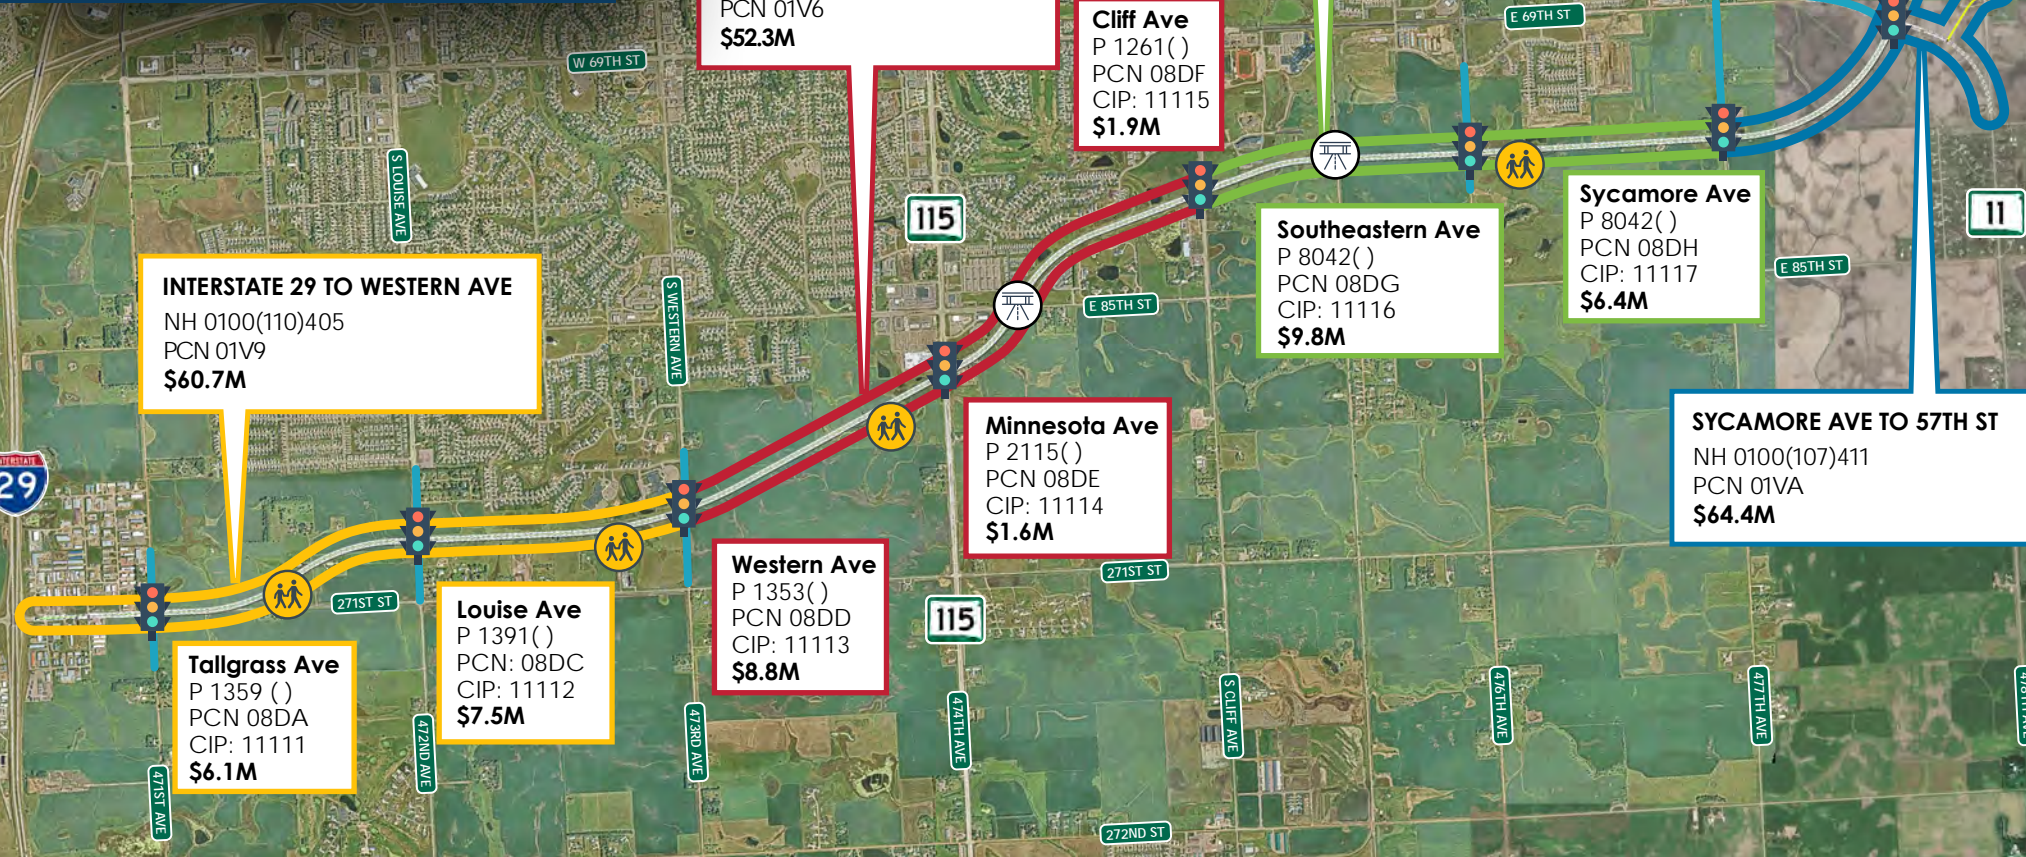 PCN 01V6
$52.3M
Cliff Ave
P 1261( )
PCN 08DF
CIP: 11115
$1.9M
E 69TH ST
W 69TH ST
S LOUISE AVE
115
11
Southeastern Ave
P 8042( )
PCN 08DG
CIP: 11116
$9.8M
Sycamore Ave
P 8042( )
PCN 08DH
CIP: 11117
$6.4M
E 85TH ST
INTERSTATE 29 TO WESTERN AVE
NH 0100(110)405
PCN 01V9
$60.7M
S WESTERN AVE
E 85TH ST
SYCAMORE AVE TO 57TH ST
NH 0100(107)411
PCN 01VA
$64.4M
Minnesota Ave
P 2115( )
PCN 08DE
CIP: 11114
$1.6M
INTERSTATE
29
Western Ave
P 1353( )
PCN 08DD
CIP: 11113
$8.8M
271ST ST
271ST ST
115
Louise Ave
P 1391( )
PCN: 08DC
CIP: 11112
$7.5M
Tallgrass Ave
P 1359 ( )
PCN 08DA
CIP: 11111
$6.1M
471ST AVE
472ND AVE
473RD AVE
474TH AVE
S CLIFF AVE
476TH AVE
477TH AVE
272ND ST